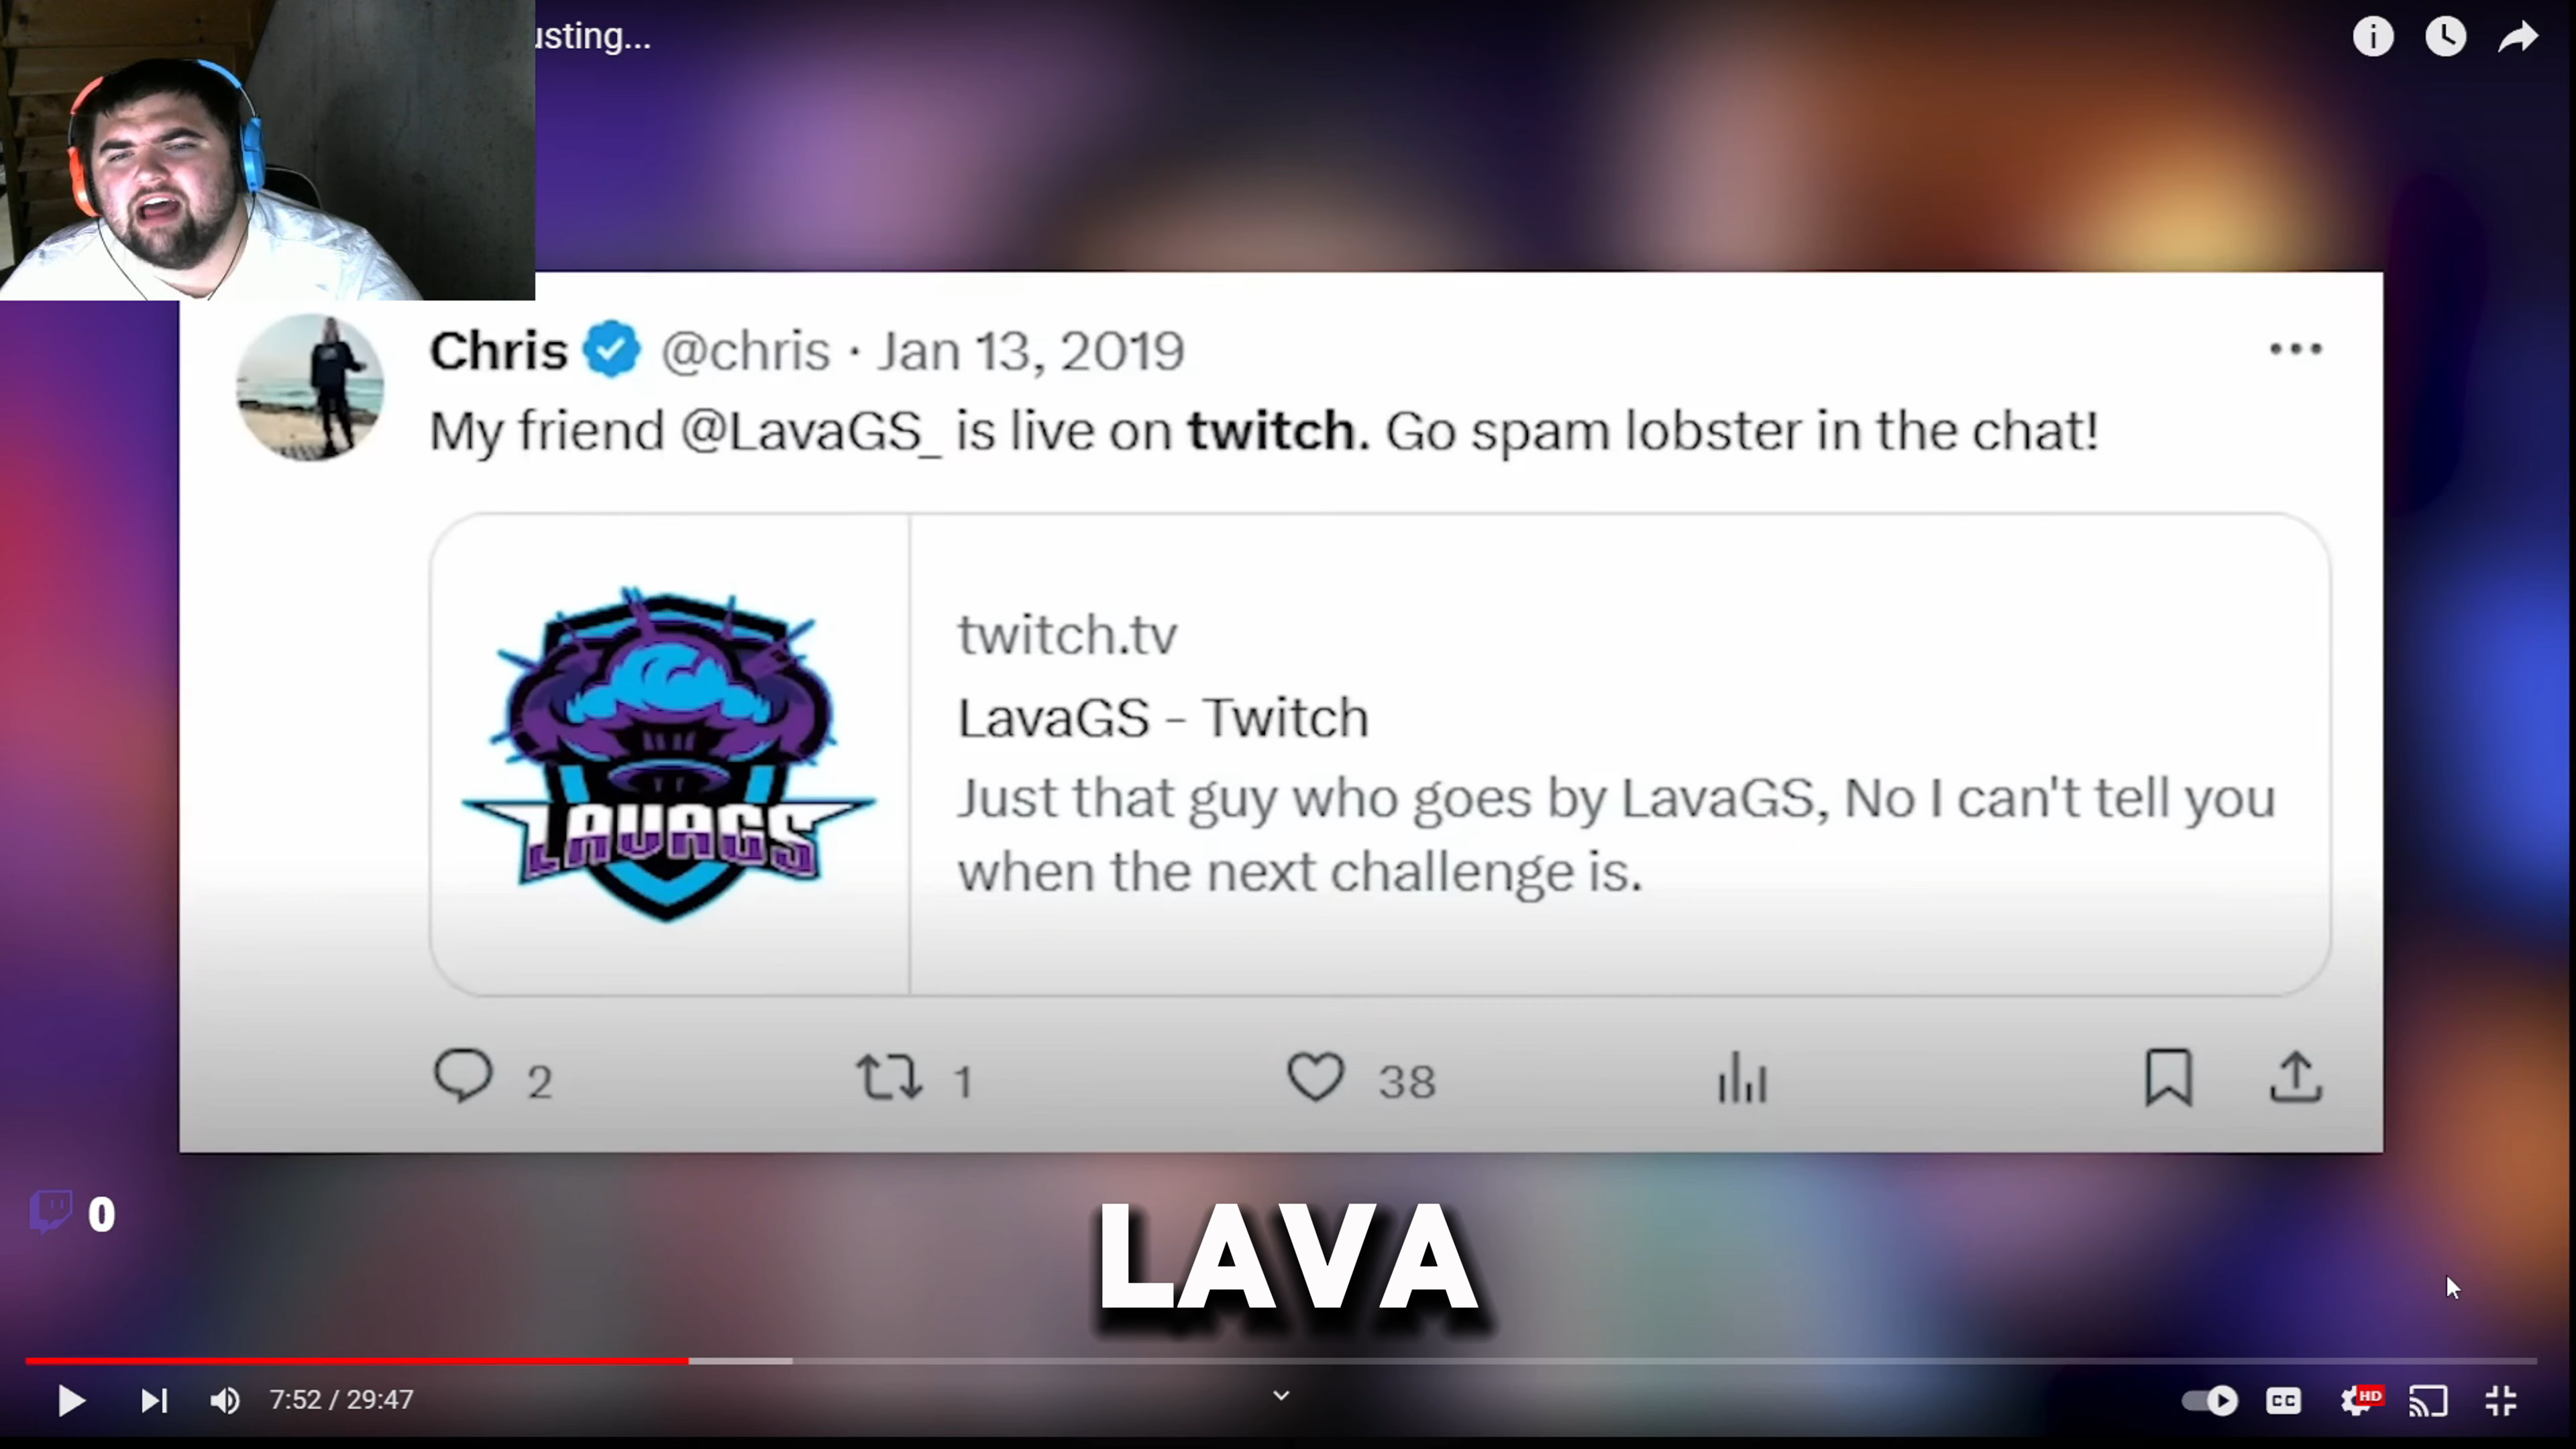 usting...
Chris @chris · Jan 13, 2019
My friend @LavaGS_ is live on twitch. Go spam lobster in the chat!
LAVAGS
twitch.tv
LavaGS - Twitch
Just that guy who goes by LavaGS, No I can't tell you
when the next challenge is.
2 1 38
0
LAVA
7:52 / 29:47
CC HD